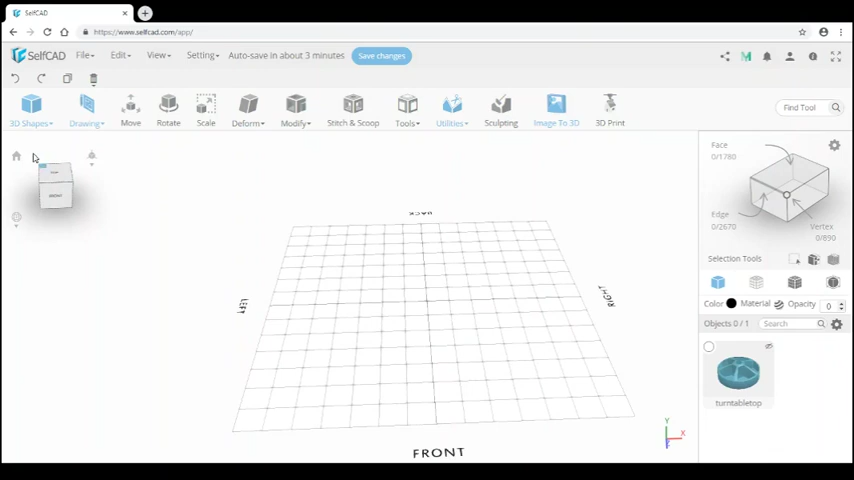 SelfCAD
https://www.selfcad.com/app/
SelfCAD File Edit View Setting Auto-save in about 3 minutes Save changes M
3D Shapes Drawing Move Rotate Scale Deform Modify Stitch & Scoop Tools Utilities Sculpting Image To 3D 3D Print Find Tool
Face
0/1780
Edge
0/2670
Vertex
0/890
FRONT
BACK
LEFT
RIGHT
FRONT
Y
X
Selection Tools
Color Material Opacity 0
Objects 0 / 1 Search
turntabletop